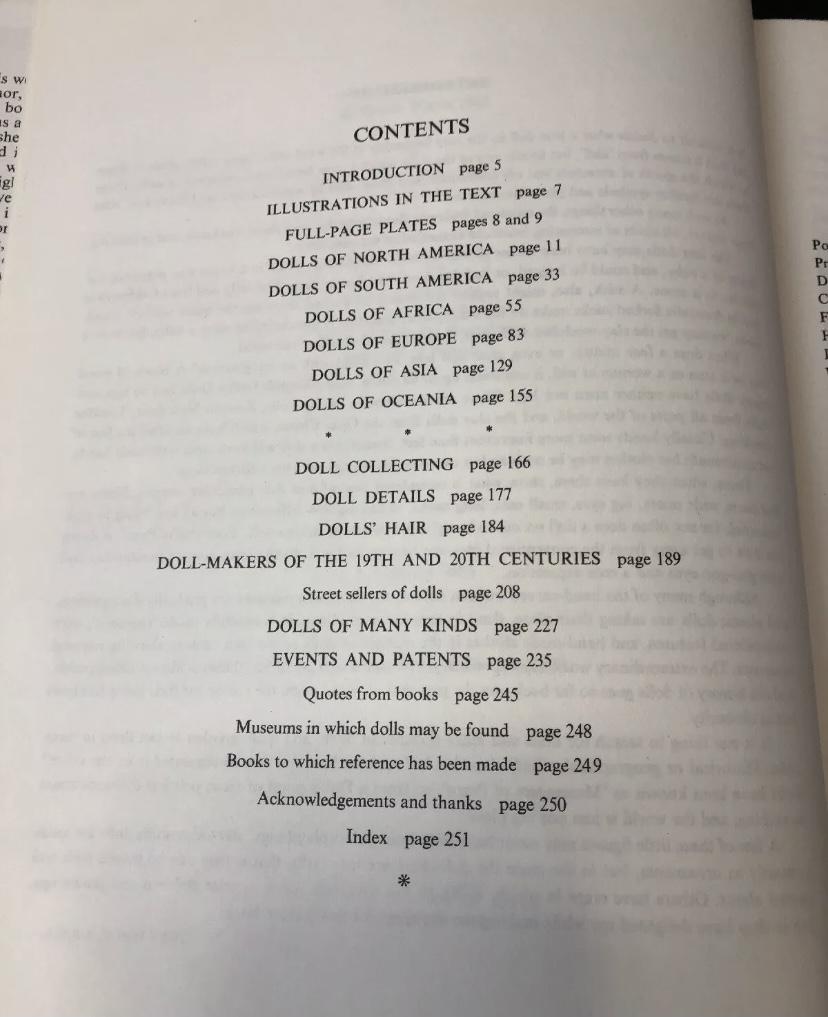 CONTENTS
INTRODUCTION page 5
ILLUSTRATIONS IN THE TEXT page 7
FULL-PAGE PLATES pages 8 and 9
DOLLS OF NORTH AMERICA page 11
DOLLS OF SOUTH AMERICA page 33
DOLLS OF AFRICA page 55
DOLLS OF EUROPE page 83
DOLLS OF ASIA page 129
DOLLS OF OCEANIA page 155
* * *
DOLL COLLECTING page 166
DOLL DETAILS page 177
DOLLS' HAIR page 184
DOLL-MAKERS OF THE 19TH AND 20TH CENTURIES page 189
Street sellers of dolls page 208
DOLLS OF MANY KINDS page 227
EVENTS AND PATENTS page 235
Quotes from books page 245
Museums in which dolls may be found page 248
Books to which reference has been made page 249
Acknowledgements and thanks page 250
Index page 251
*